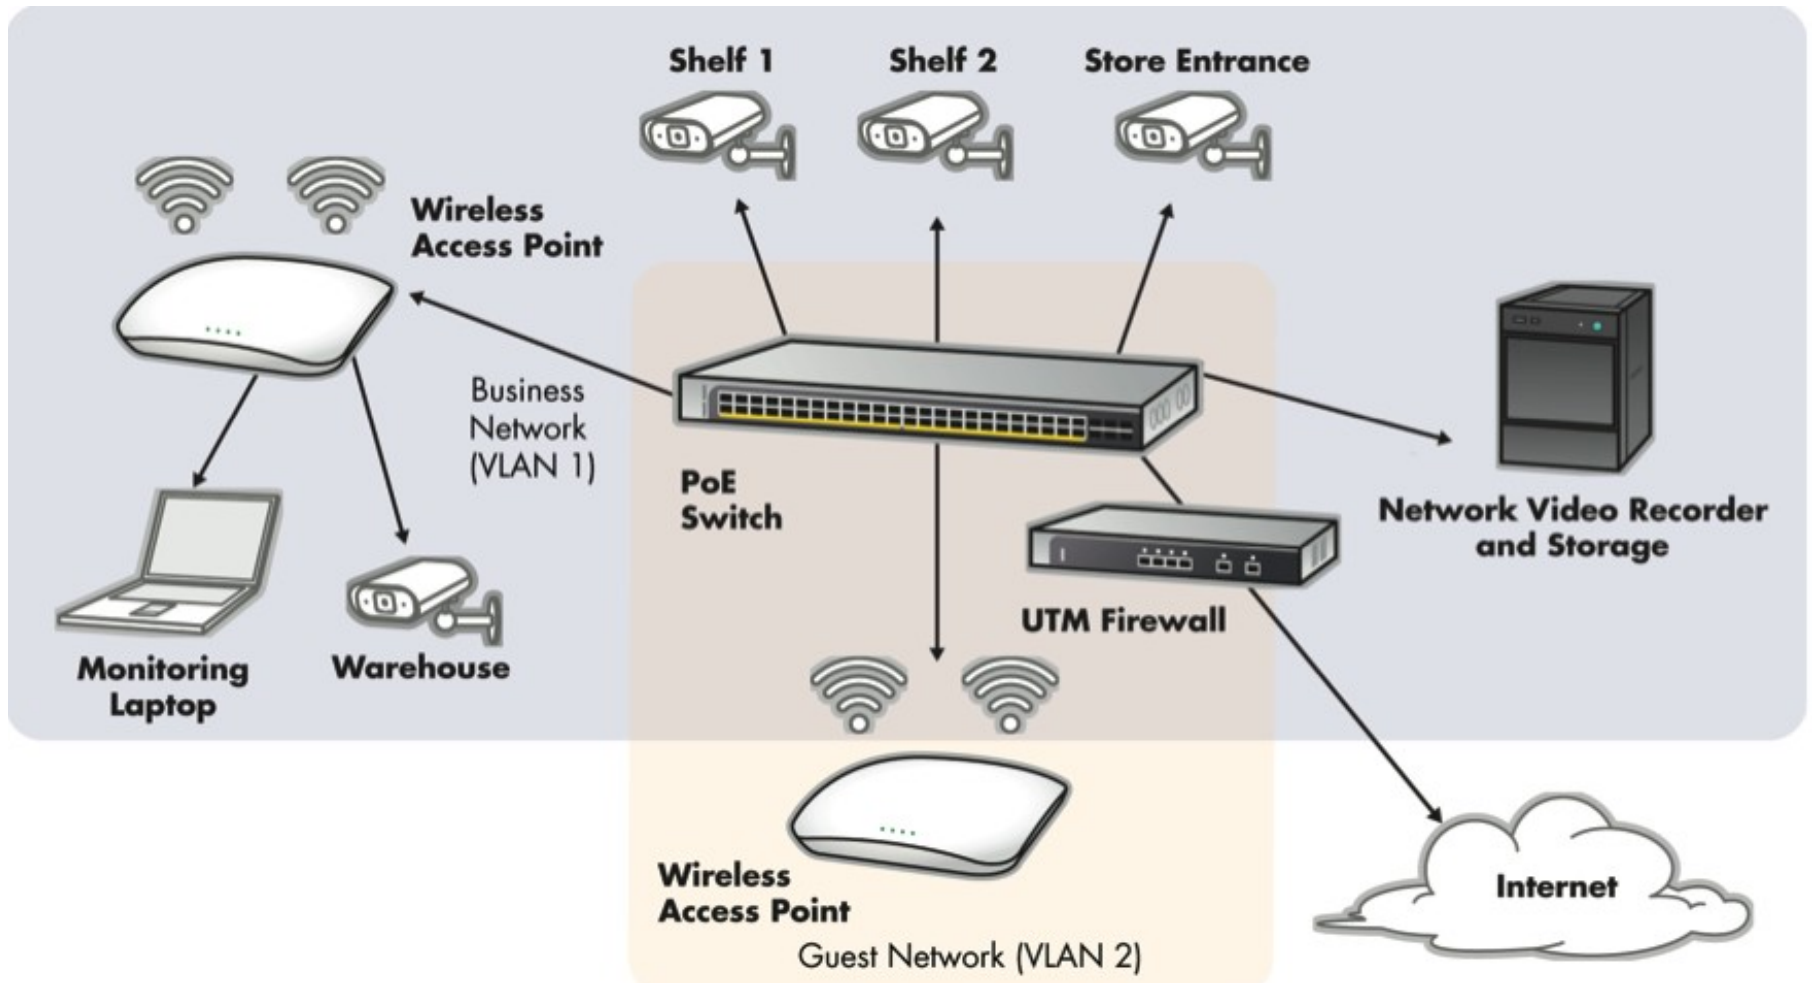 Shelf 1
Shelf 2
Store Entrance
Wireless
Access Point
Business
Network
(VLAN 1)
PoE
Switch
Network Video Recorder
and Storage
UTM Firewall
Monitoring
Laptop
Warehouse
Wireless
Access Point
Guest Network (VLAN 2)
Internet